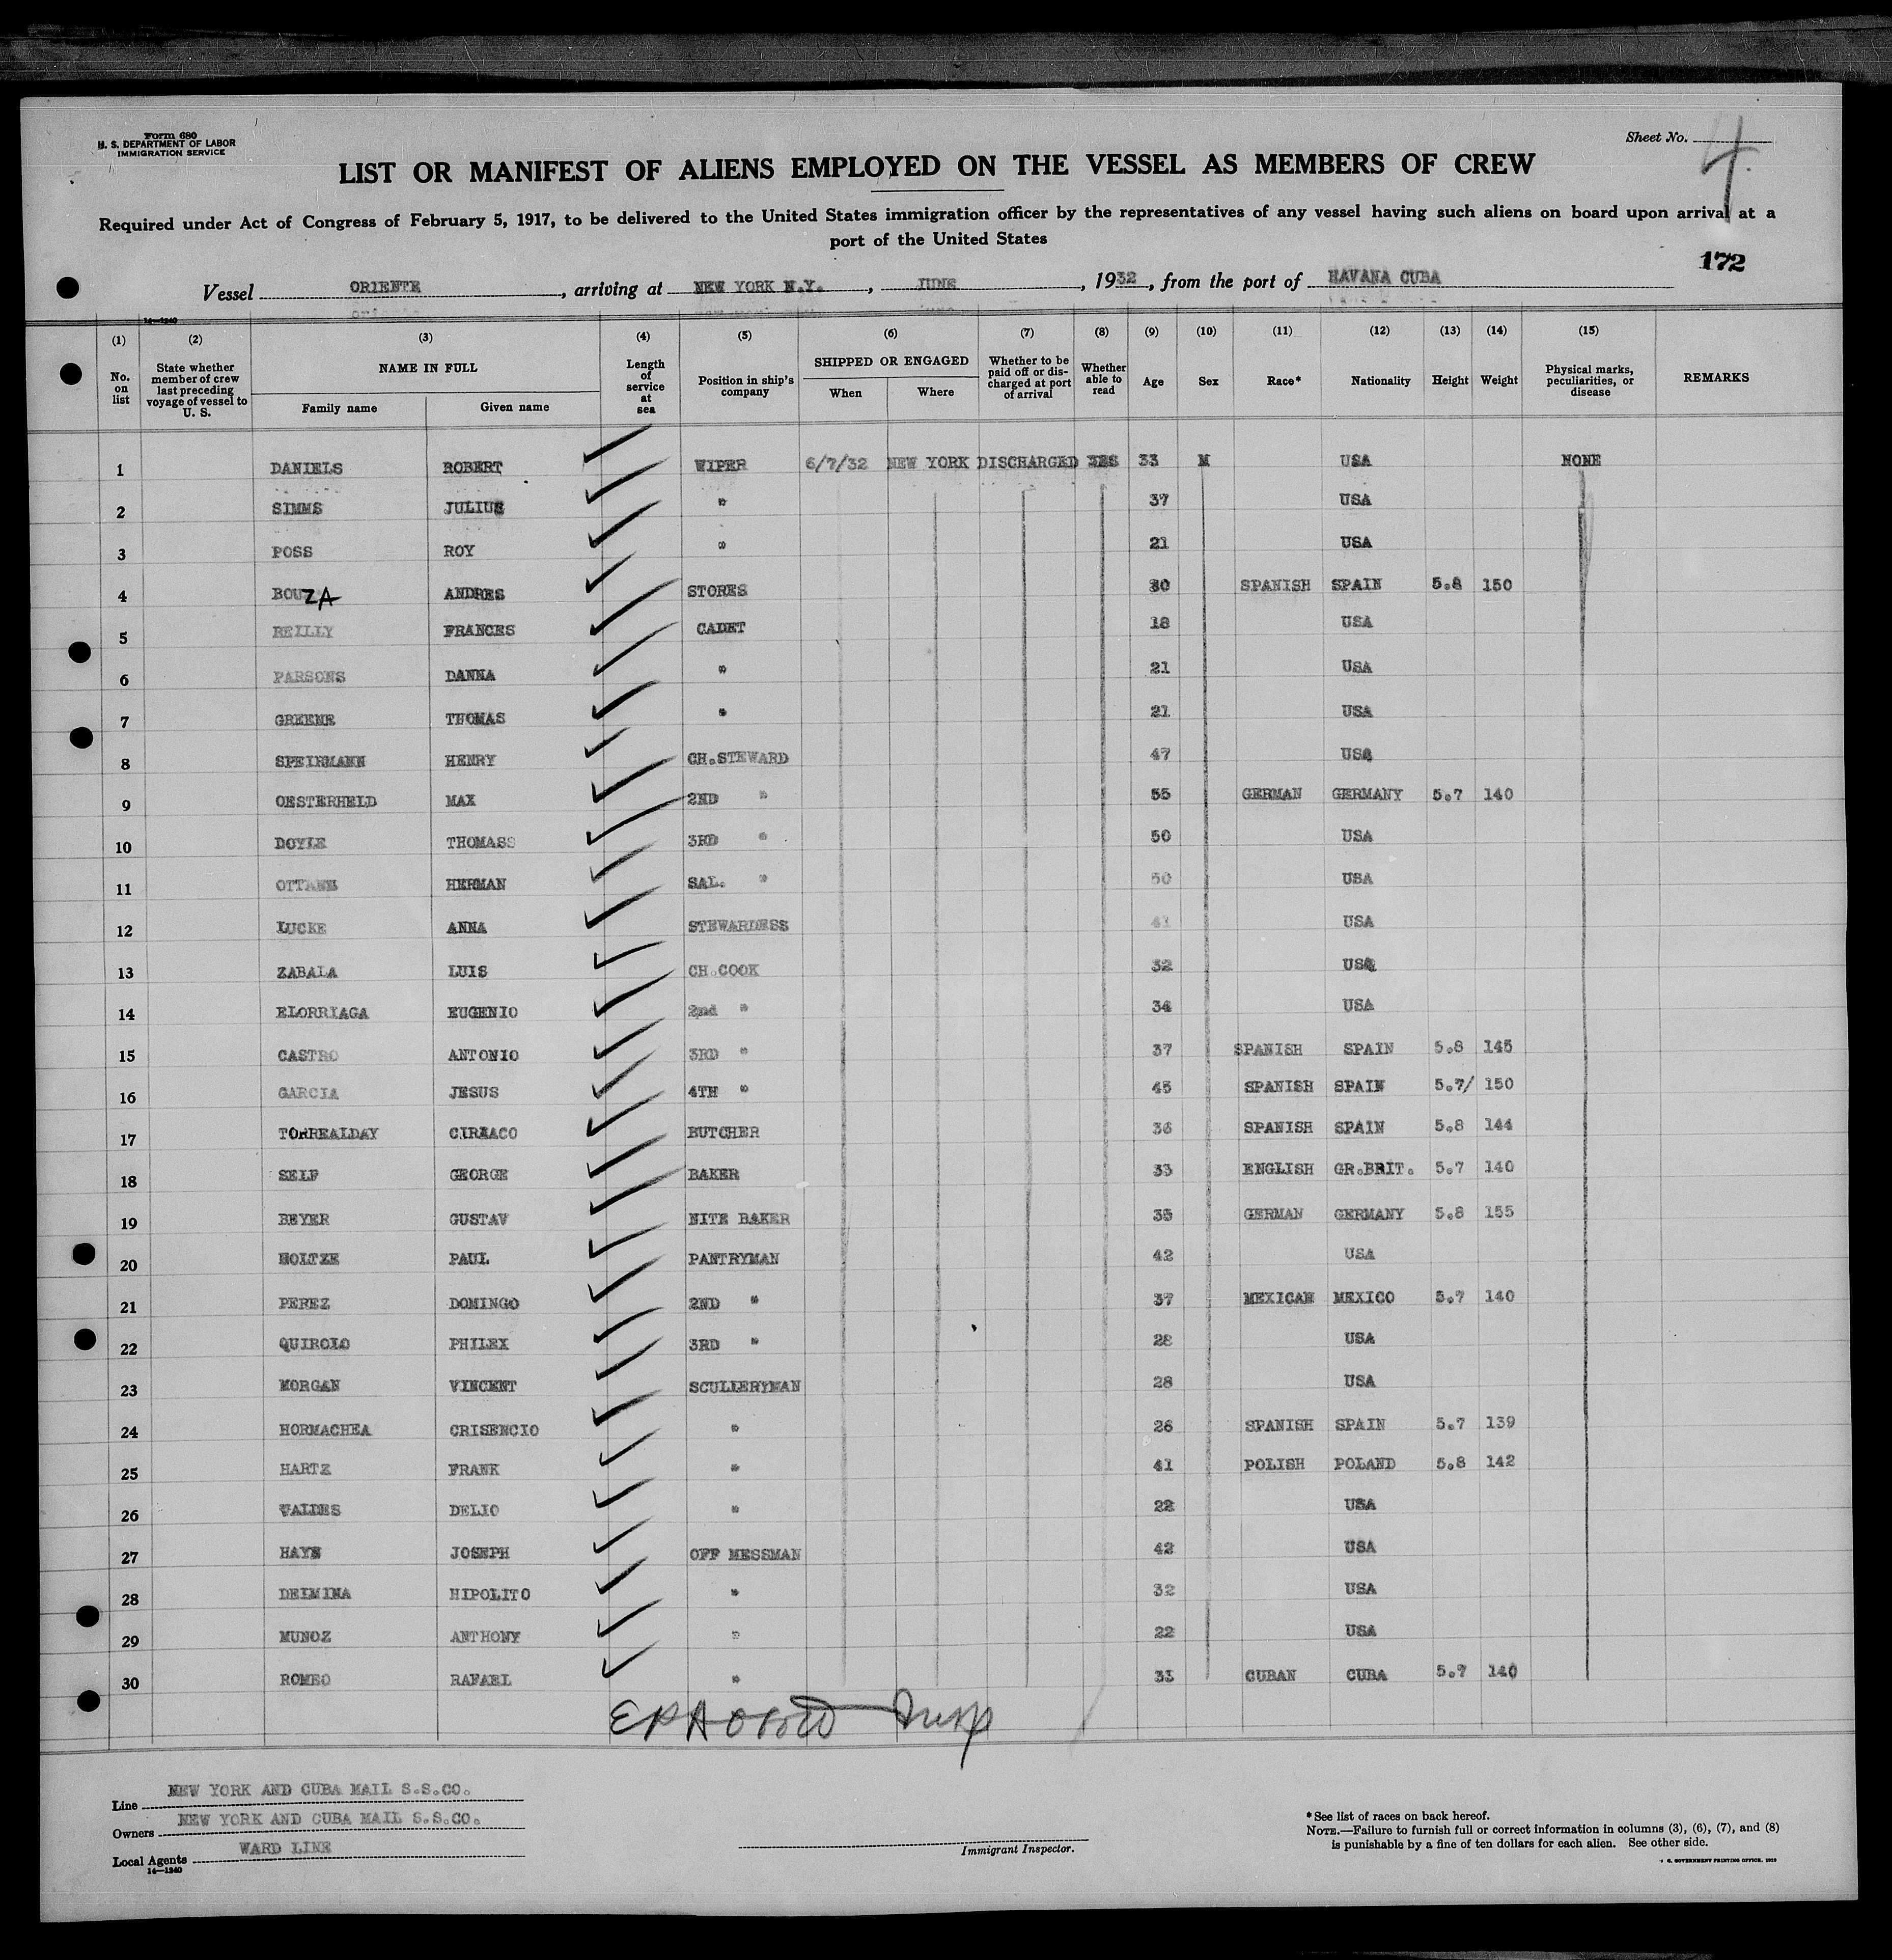 Form 680
U. S. DEPARTMENT OF LABOR
IMMIGRATION SERVICE
Sheet No. 4
LIST OR MANIFEST OF ALIENS EMPLOYED ON THE VESSEL AS MEMBERS OF CREW
Required under Act of Congress of February 5, 1917, to be delivered to the United States immigration officer by the representatives of any vessel having such aliens on board upon arrival at a
port of the United States
172
Vessel ORIENTE, arriving at NEW YORK N.Y., JUNE, 1932, from the port of HAVANA CUBA
14—1240
(1) (2) (3) (4) (5) (6) (7) (8) (9) (10) (11) (12) (13) (14) (15)
No. on list State whether member of crew last preceding voyage of vessel to U. S. NAME IN FULL Length of service at sea Position in ship's company SHIPPED OR ENGAGED Whether to be paid off or discharged at port of arrival Whether able to read Age Sex Race* Nationality Height Weight Physical marks, peculiarities, or disease REMARKS
Family name Given name When Where
1 DANIELS ROBERT WIPER 6/7/32 NEW YORK DISCHARGED 33 M USA NONE
2 SIMMS JULIUS " 37 USA
3 POSS ROY " 21 USA
4 BOUZA ANDRES STORES 30 SPANISH SPAIN 5.8 150
5 REILLY FRANCES CADET 18 USA
6 PARSONS DANNA " 21 USA
7 GREENE THOMAS " 21 USA
8 SPEIRMANN HENRY CH.STEWARD 47 USA
9 OESTERHELD MAX 2ND " 55 GERMAN GERMANY 5.7 140
10 DOYLE THOMASS 3RD " 50 USA
11 HERMAN SAL. " 50 USA
12 LUCKE ANNA STEWARDESS 41 USA
13 ZABALA LUIS CH.COOK 32 USA
14 ELORRIAGA EUGENIO 2nd " 34 USA
15 CASTRO ANTONIO 3RD " 37 SPANISH SPAIN 5.8 145
16 GARCIA JESUS 4TH " 45 SPANISH SPAIN 5.7/ 150
17 TORREALDAY CIRIACO BUTCHER 36 SPANISH SPAIN 5.8 144
18 SELF GEORGE BAKER 33 ENGLISH GR.BRIT. 5.7 140
19 BEYER GUSTAV NITE BAKER 35 GERMAN GERMANY 5.8 155
20 HOLTZE PAUL PANTRYMAN 42 USA
21 PEREZ DOMINGO 2ND " 37 MEXICAN MEXICO 5.7 140
22 QUIROLO PHILEX 3RD " 28 USA
23 MORGAN VINCENT SCULLERYMAN 28 USA
24 HORMACHEA CRISENCIO " 26 SPANISH SPAIN 5.7 139
25 HARTZ FRANK " 41 POLISH POLAND 5.8 142
26 VALDES DELIO " 22 USA
27 HAYE JOSEPH OFF MESSMAN 42 USA
28 DEIMINA HIPOLITO " 32 USA
29 MUNOZ ANTHONY " 22 USA
30 ROMEO RAFAEL " 33 CUBAN CUBA 5.7 140
Line NEW YORK AND CUBA MAIL S.S.CO.
Owners NEW YORK AND CUBA MAIL S.S.CO.
Local Agents WARD LINE
14—1240
Immigrant Inspector.
*See list of races on back hereof.
NOTE.—Failure to furnish full or correct information in columns (3), (6), (7), and (8)
is punishable by a fine of ten dollars for each alien. See other side.
GOVERNMENT PRINTING OFFICE. 1929